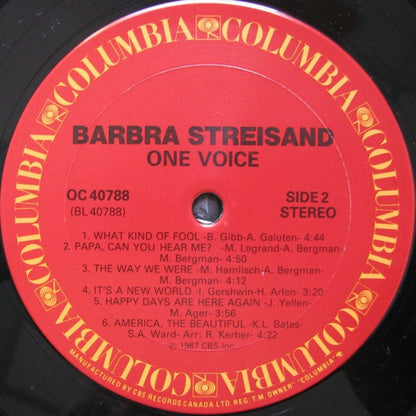 COLUMBIA COLUMBIA COLUMBIA COLUMBIA COLUMBIA COLUMBIA
BARBRA STREISAND
ONE VOICE
OC 40788 SIDE 2
(BL 40788) STEREO
1. WHAT KIND OF FOOL -B. Gibb-A. Galuten- 4:44
2. PAPA, CAN YOU HEAR ME? -M. Legrand-A. Bergman-
M. Bergman- 4:50
3. THE WAY WE WERE -M. Hamlisch-A. Bergman-
M. Bergman- 4:12
4. IT'S A NEW WORLD -I. Gershwin-H. Arlen- 3:20
5. HAPPY DAYS ARE HERE AGAIN -J. Yellen-
M. Ager- 3:56
6. AMERICA, THE BEAUTIFUL -K.L. Bates-
S.A. Ward- Arr: R. Kerber- 4:22
℗ 1987 CBS Inc.
MANUFACTURED BY CBS RECORDS CANADA LTD. REG. T.M. OWNER "COLUMBIA"